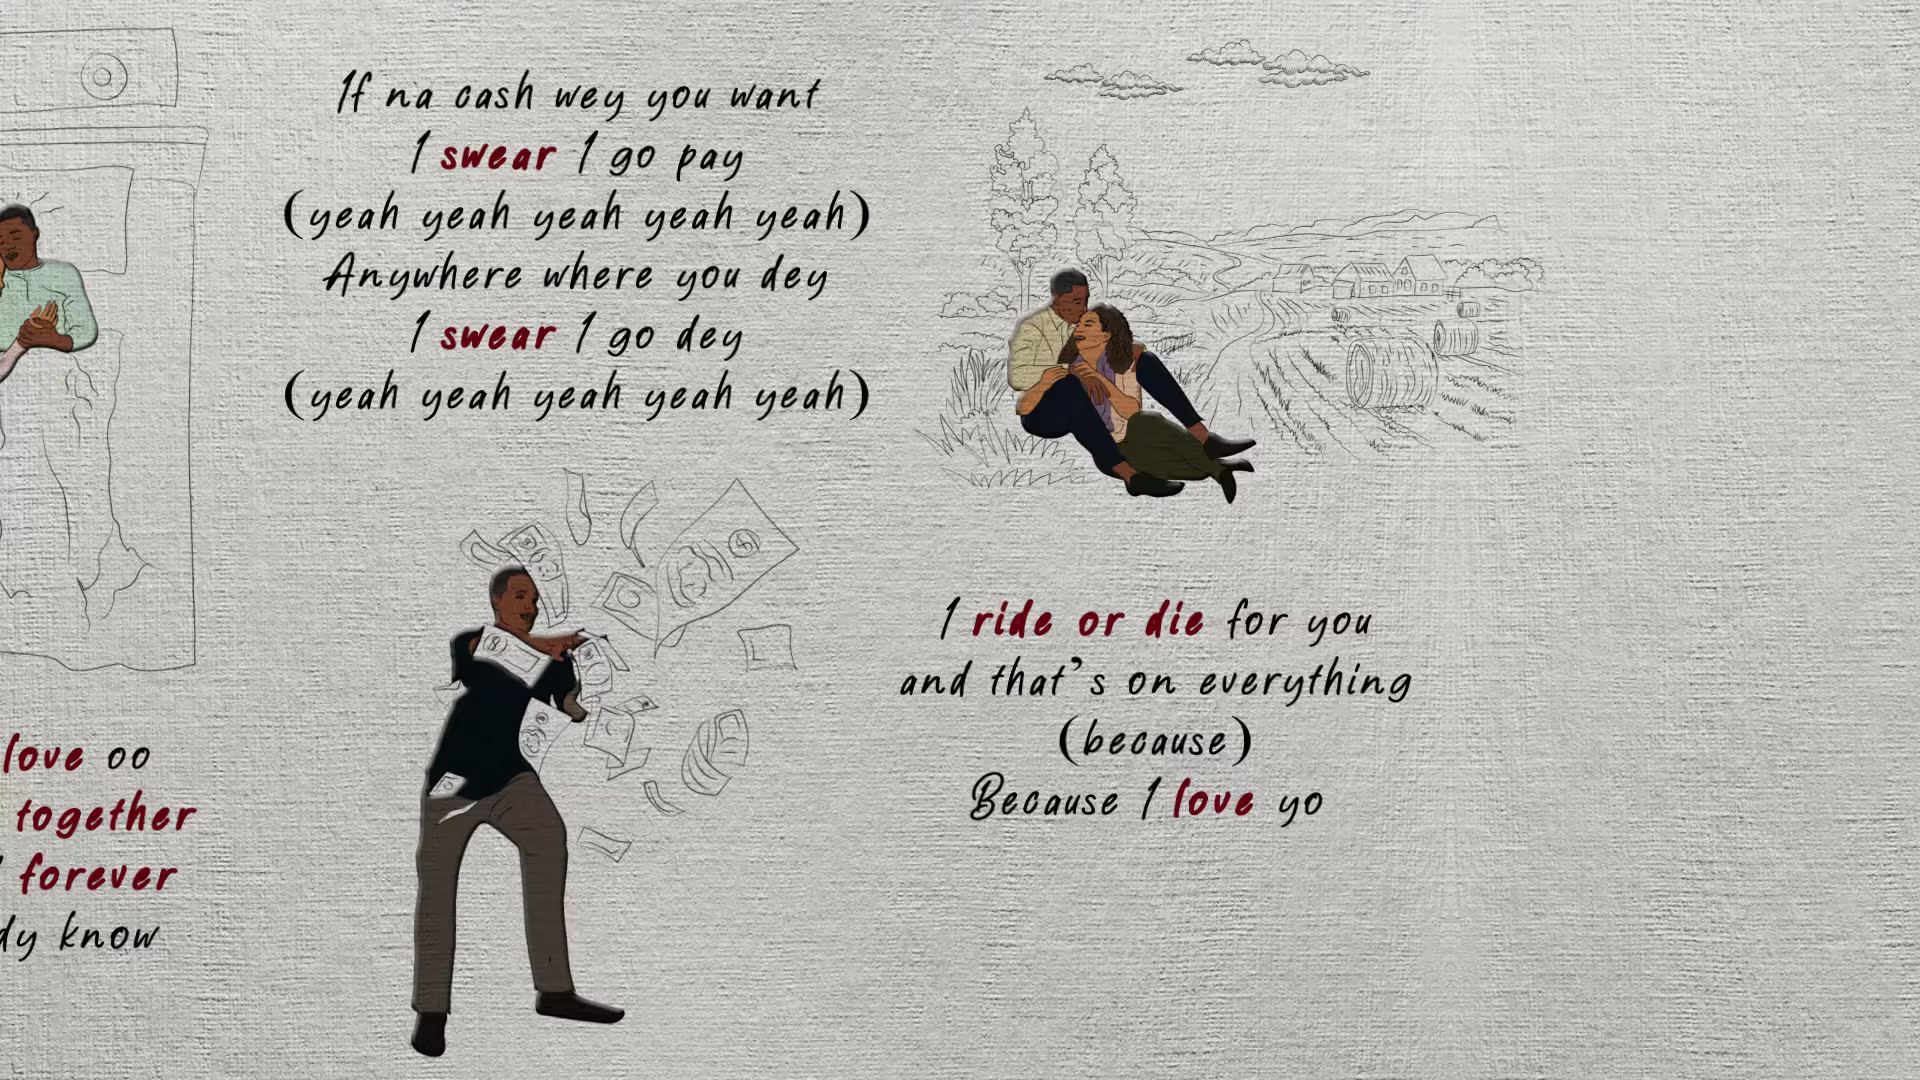 If na cash wey you want
I swear I go pay
(yeah yeah yeah yeah yeah)
Anywhere where you dey
I swear I go dey
(yeah yeah yeah yeah yeah)
love oo
together
forever
know
I ride or die for you
and that's on everything
(because)
Because I love yo